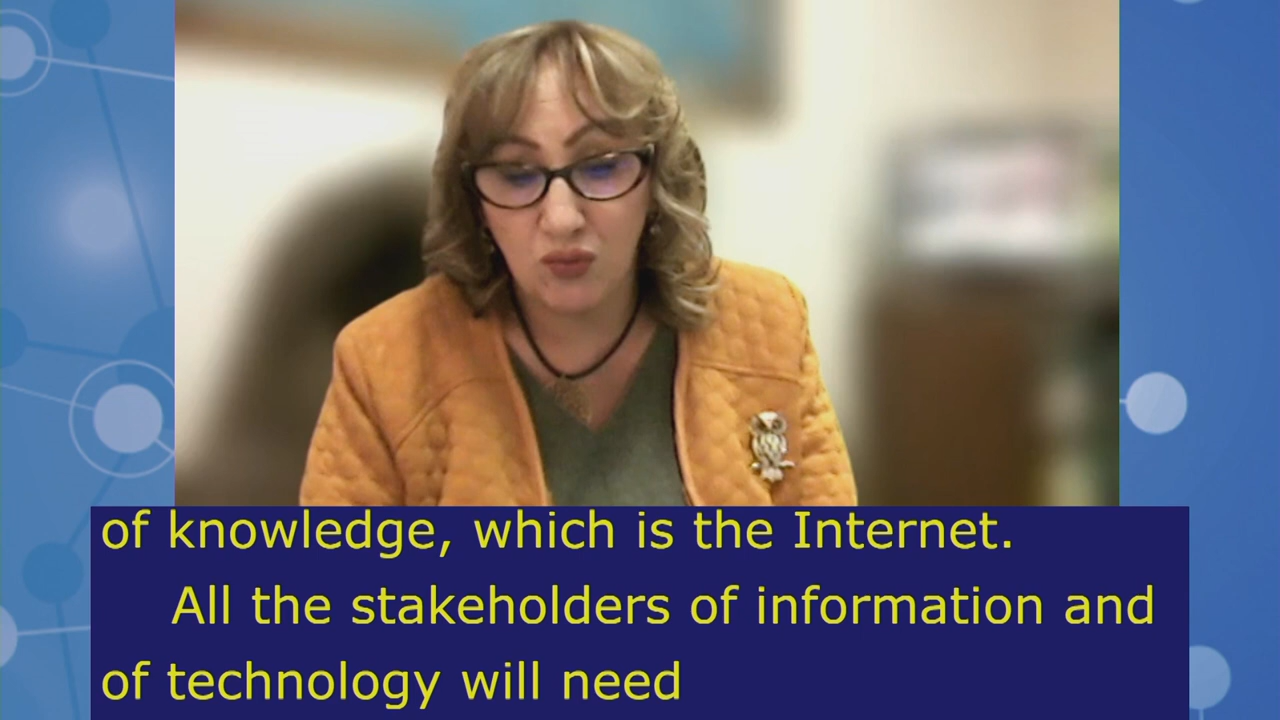 of knowledge, which is the Internet.
All the stakeholders of information and
of technology will need